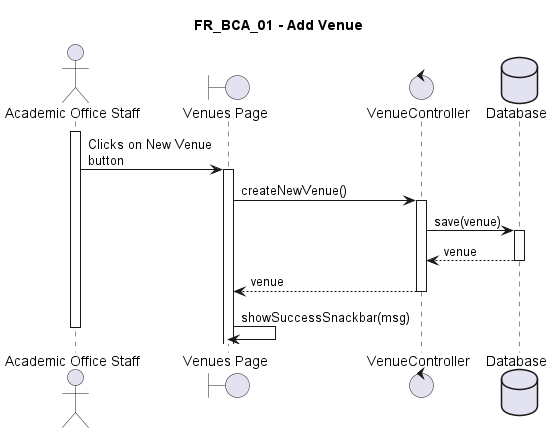 FR_BCA_01 - Add Venue
Academic Office Staff
Venues Page
VenueController
Database
Clicks on New Venue
button
createNewVenue()
save(venue)
venue
venue
showSuccessSnackbar(msg)
Academic Office Staff
Venues Page
VenueController
Database